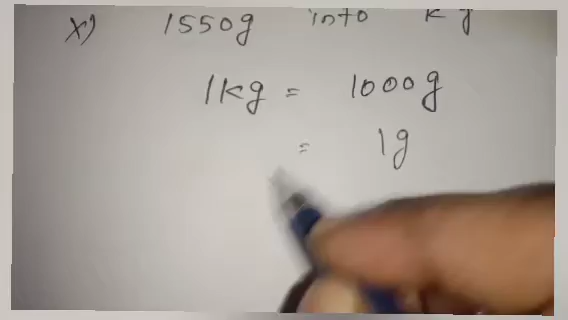 x) 1550g into kg
1kg = 1000g
= 1g